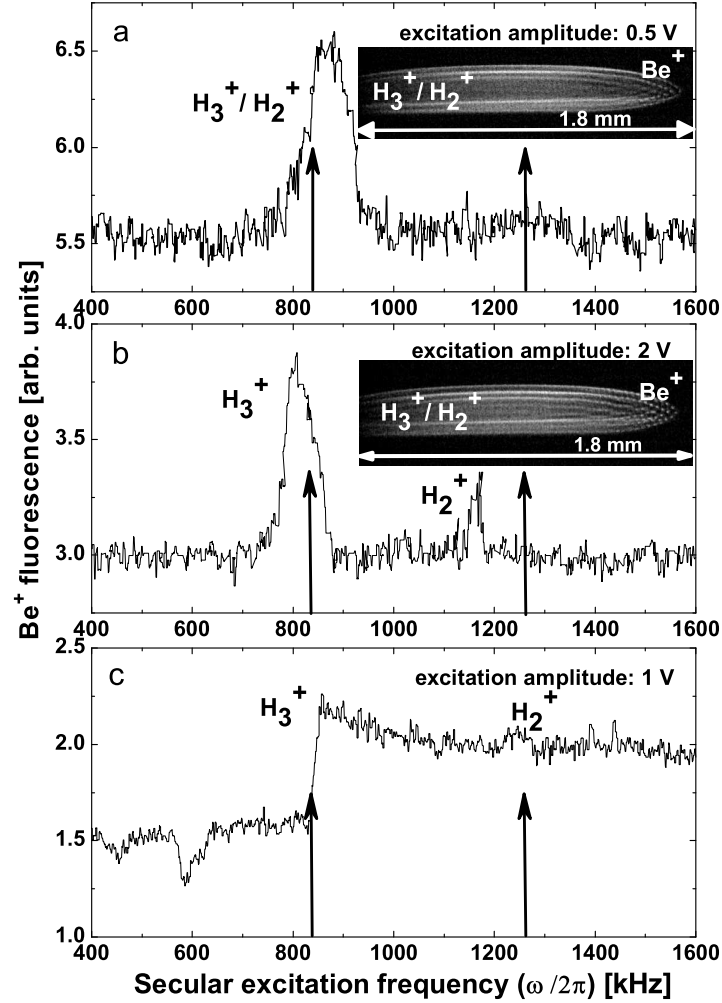 a
excitation amplitude: 0.5 V
6.5
6.0
5.5
H3+/H2+
H3+/H2+
Be+
1.8 mm
400 600 800 1000 1200 1400 1600
b
excitation amplitude: 2 V
4.0
3.5
3.0
H3+
H3+/H2+
Be+
1.8 mm
H2+
400 600 800 1000 1200 1400 1600
c
excitation amplitude: 1 V
2.5
2.0
1.5
1.0
H3+
H2+
400 600 800 1000 1200 1400 1600
Be+ fluorescence [arb. units]
Secular excitation frequency (ω/2π) [kHz]